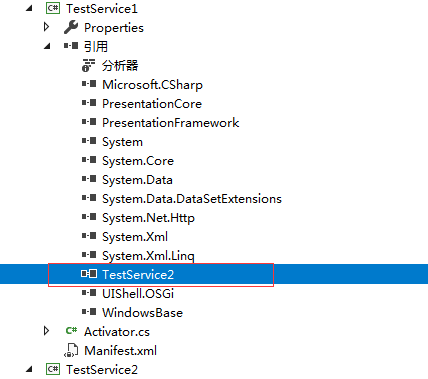 TestService1
Properties
引用
分析器
Microsoft.CSharp
PresentationCore
PresentationFramework
System
System.Core
System.Data
System.Data.DataSetExtensions
System.Net.Http
System.Xml
System.Xml.Linq
TestService2
UIShell.OSGi
WindowsBase
C# Activator.cs
Manifest.xml
C# TestService2